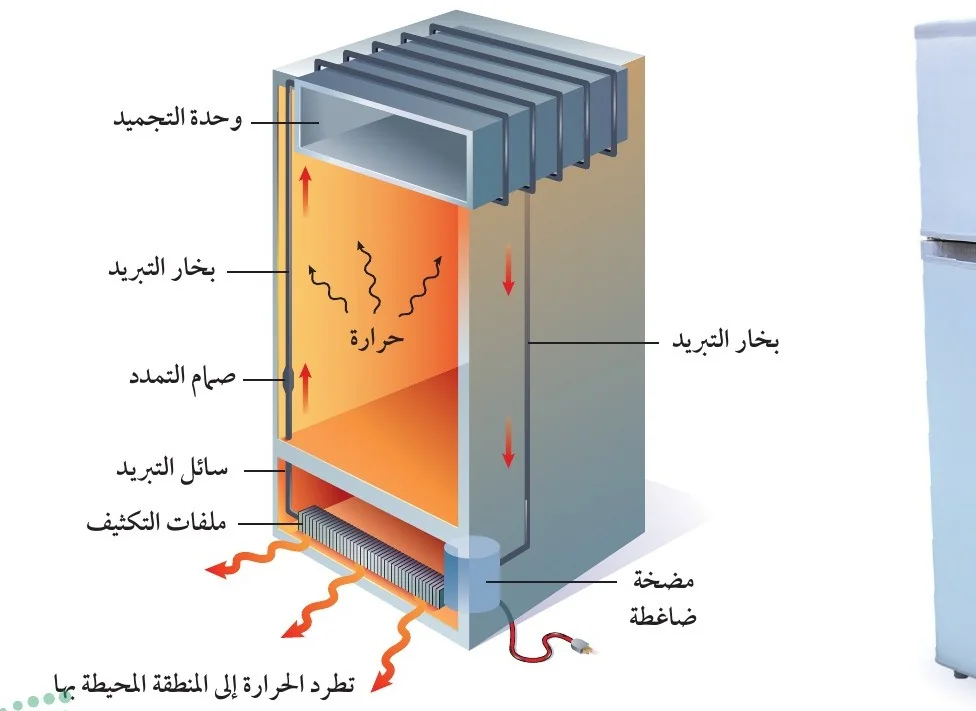 وحدة التجميد
بخار التبريد
حرارة
بخار التبريد
صمام التمدد
سائل التبريد
ملفات التكثيف
مضخة
ضاغطة
تطرد الحرارة إلى المنطقة المحيطة بها